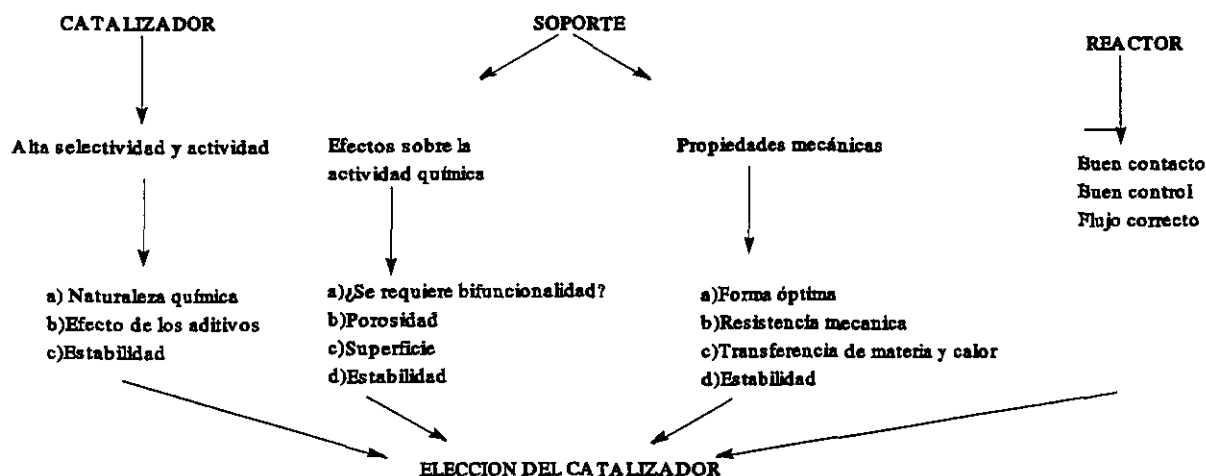 CATALIZADOR
SOPORTE
REACTOR
Alta selectividad y actividad
Efectos sobre la
actividad química
Propiedades mecánicas
Buen contacto
Buen control
Flujo correcto
a) Naturaleza química
b)Efecto de los aditivos
c)Estabilidad
a)¿Se requiere bifuncionalidad?
b)Porosidad
c)Superficie
d)Estabilidad
a)Forma óptima
b)Resistencia mecanica
c)Transferencia de materia y calor
d)Estabilidad
ELECCION DEL CATALIZADOR